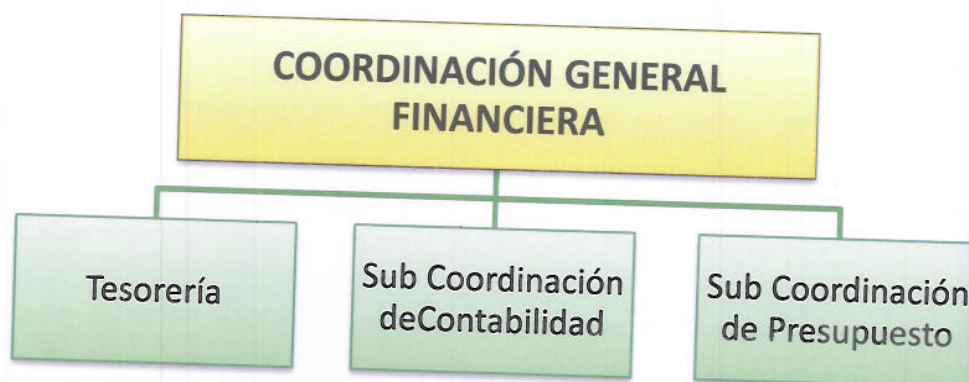 COORDINACIÓN GENERAL
FINANCIERA
Tesorería
Sub Coordinación
deContabilidad
Sub Coordinación
de Presupuesto